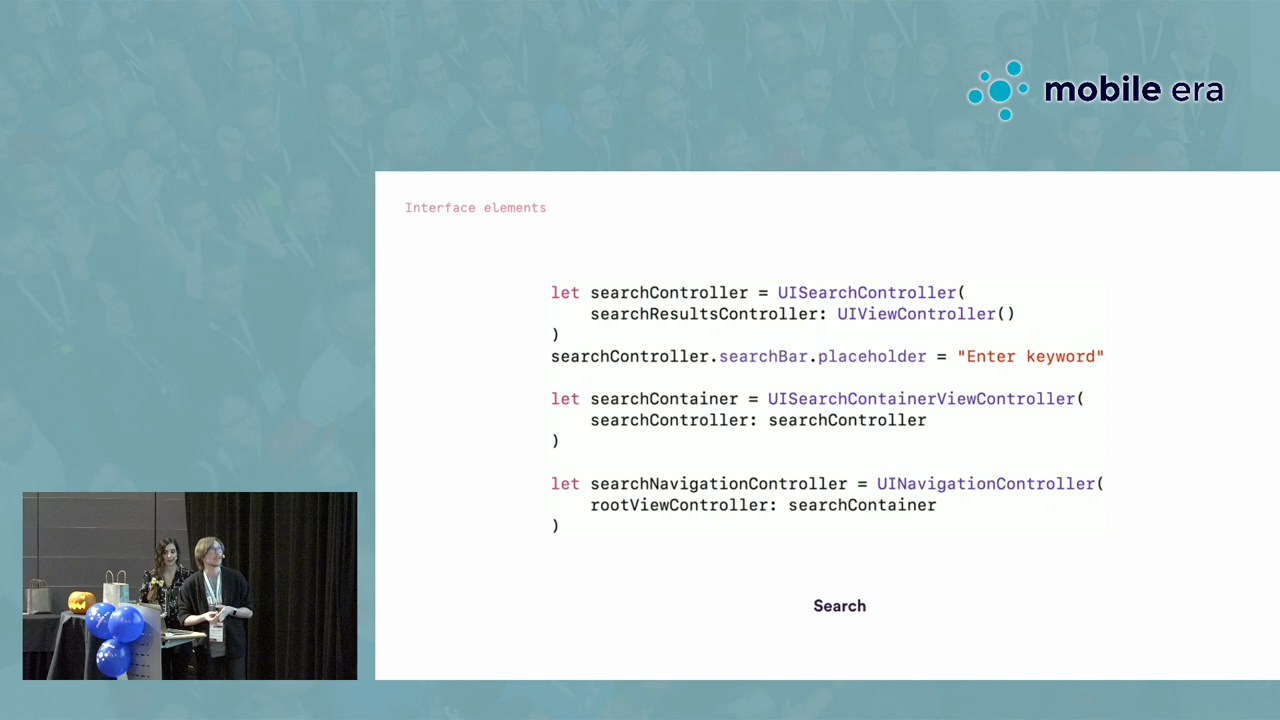 mobile era
Interface elements
let searchController = UISearchController(
    searchResultsController: UIViewController()
)
searchController.searchBar.placeholder = "Enter keyword"

let searchContainer = UISearchContainerViewController(
    searchController: searchController
)

let searchNavigationController = UINavigationController(
    rootViewController: searchContainer
)
Search